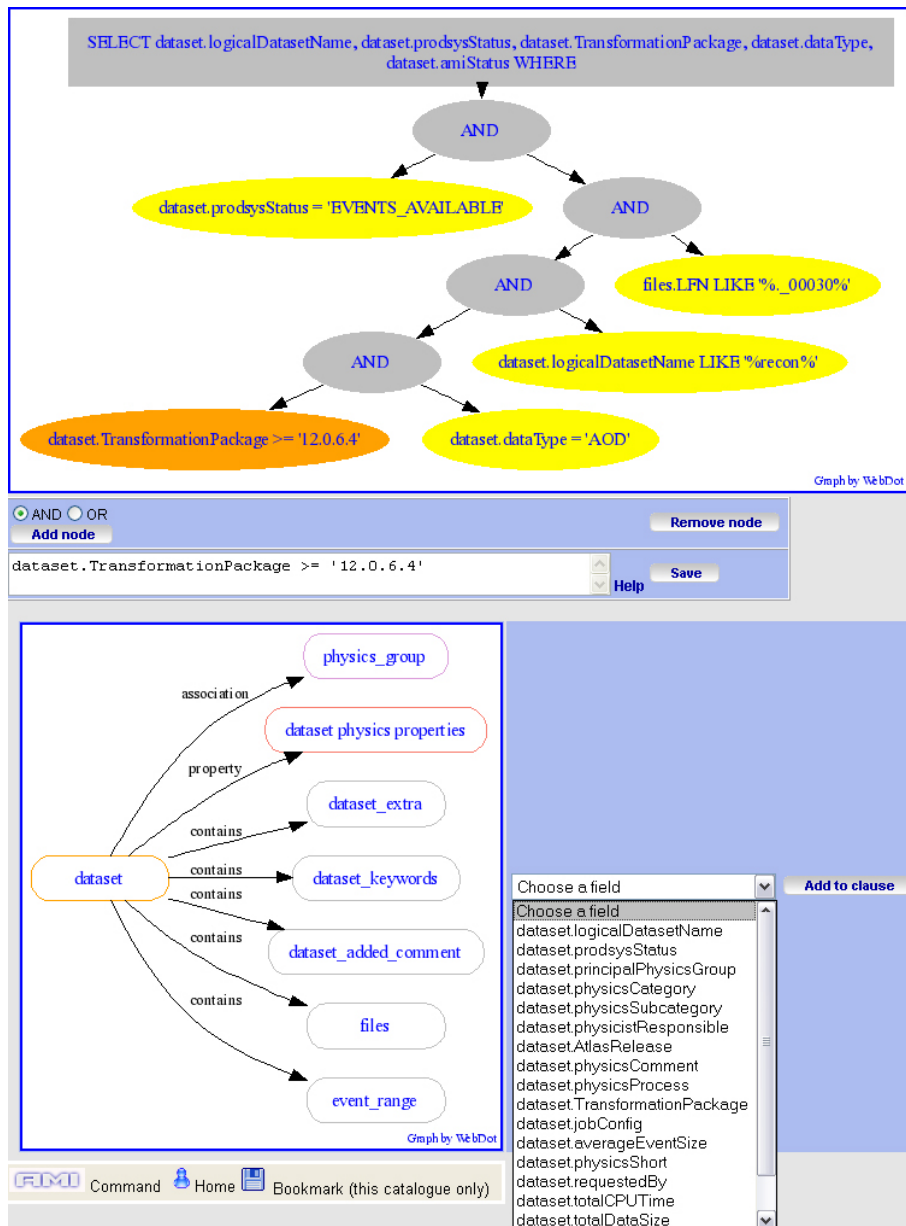 SELECT dataset.logicalDatasetName, dataset.prodsysStatus, dataset.TransformationPackage, dataset.dataType,
dataset.amiStatus WHERE
AND
dataset.prodsysStatus = 'EVENTS_AVAILABLE'
AND
AND
files.LFN LIKE '%._00030%'
AND
dataset.logicalDatasetName LIKE '%recon%'
dataset.TransformationPackage >= '12.0.6.4'
dataset.dataType = 'AOD'
Graph by WebDot
AND OR
Add node
Remove node
dataset.TransformationPackage >= '12.0.6.4'
Help
Save
physics_group
association
dataset physics properties
property
dataset_extra
contains
dataset
contains
dataset_keywords
contains
dataset_added_comment
contains
files
contains
event_range
Graph by WebDot
Choose a field
Add to clause
Choose a field
dataset.logicalDatasetName
dataset.prodsysStatus
dataset.principalPhysicsGroup
dataset.physicsCategory
dataset.physicsSubcategory
dataset.physicistResponsible
dataset.AtlasRelease
dataset.physicsComment
dataset.physicsProcess
dataset.TransformationPackage
dataset.jobConfig
dataset.averageEventSize
dataset.physicsShort
dataset.requestedBy
dataset.totalCPUTime
dataset.totalDataSize
AMI Command Home Bookmark (this catalogue only)